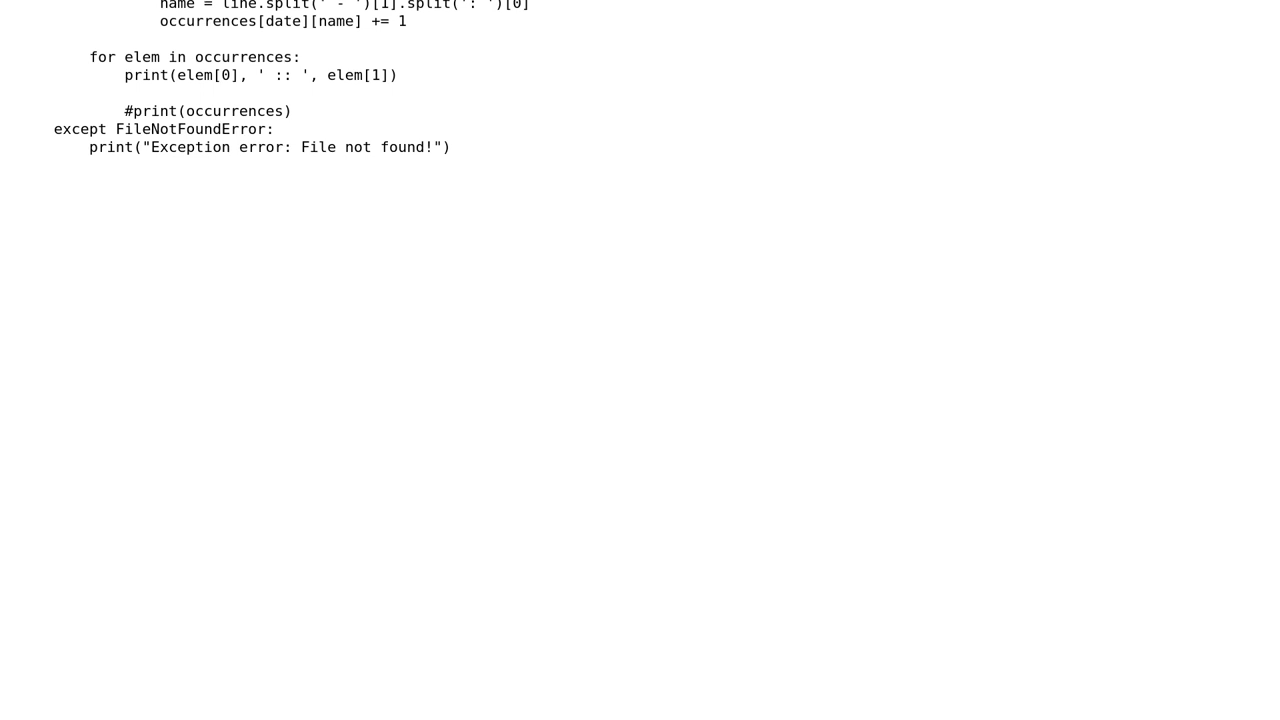 name = line.split(' - ')[1].split(': ')[0]
occurrences[date][name] += 1
for elem in occurrences:
print(elem[0], ' :: ', elem[1])
#print(occurrences)
except FileNotFoundError:
print("Exception error: File not found!")